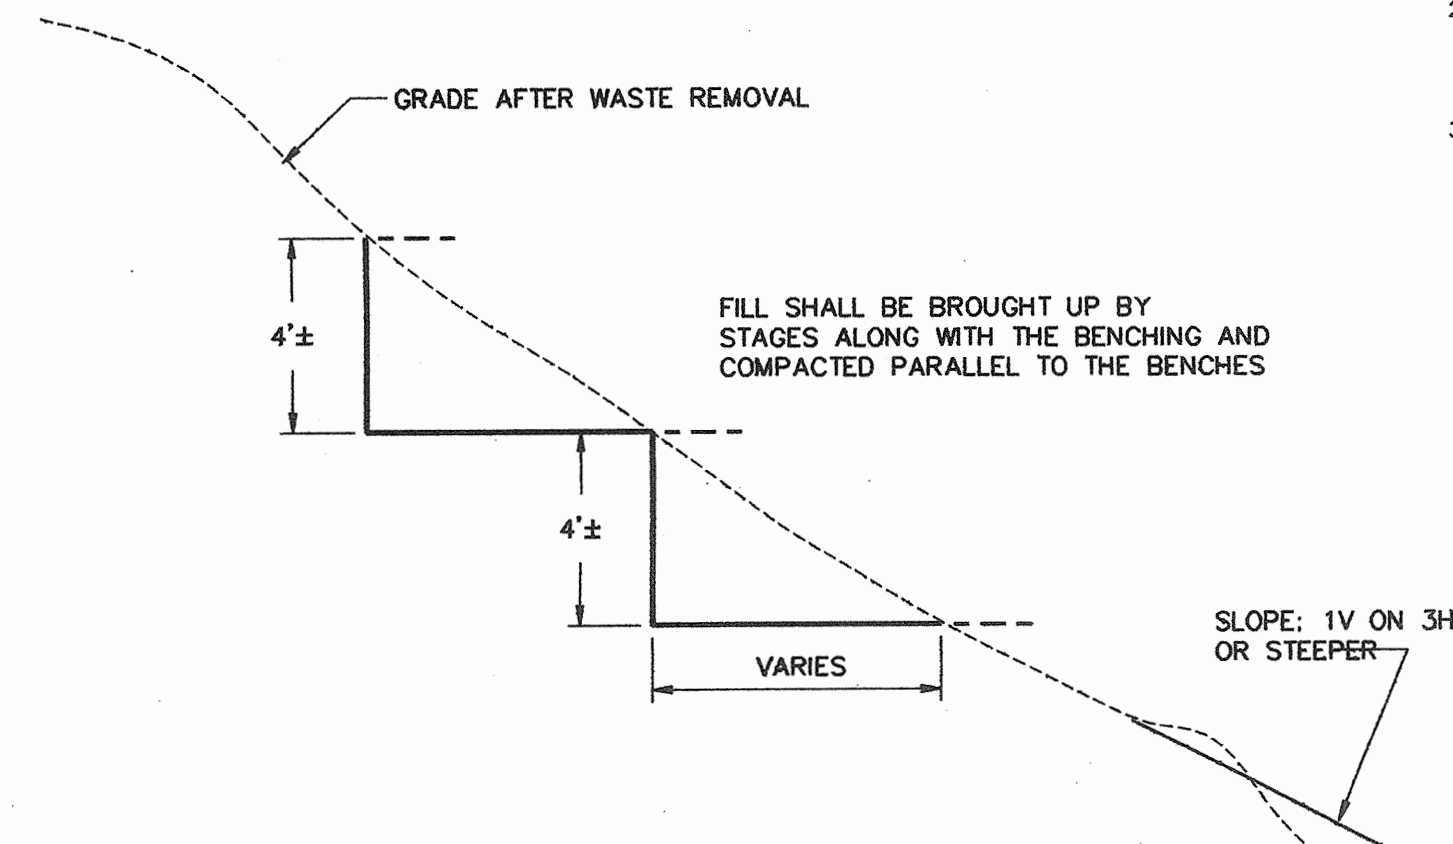 GRADE AFTER WASTE REMOVAL
4'±
FILL SHALL BE BROUGHT UP BY
STAGES ALONG WITH THE BENCHING AND
COMPACTED PARALLEL TO THE BENCHES
4'±
SLOPE: 1V ON 3H
OR STEEPER
VARIES